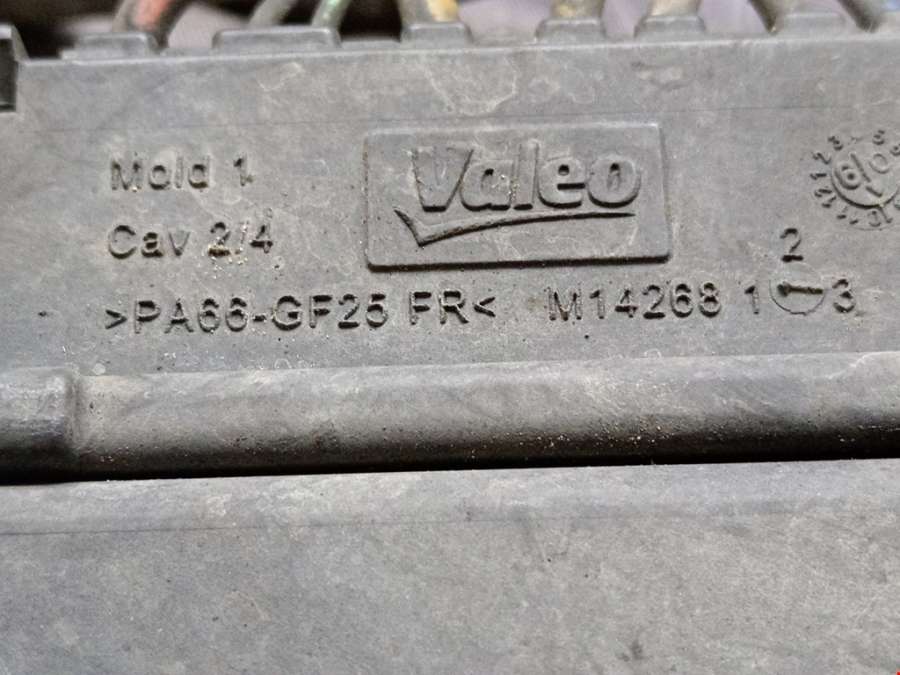 Mold 1
Valeo
Cav 2/4
>PA66-GF25 FR< M14268 1 2 3